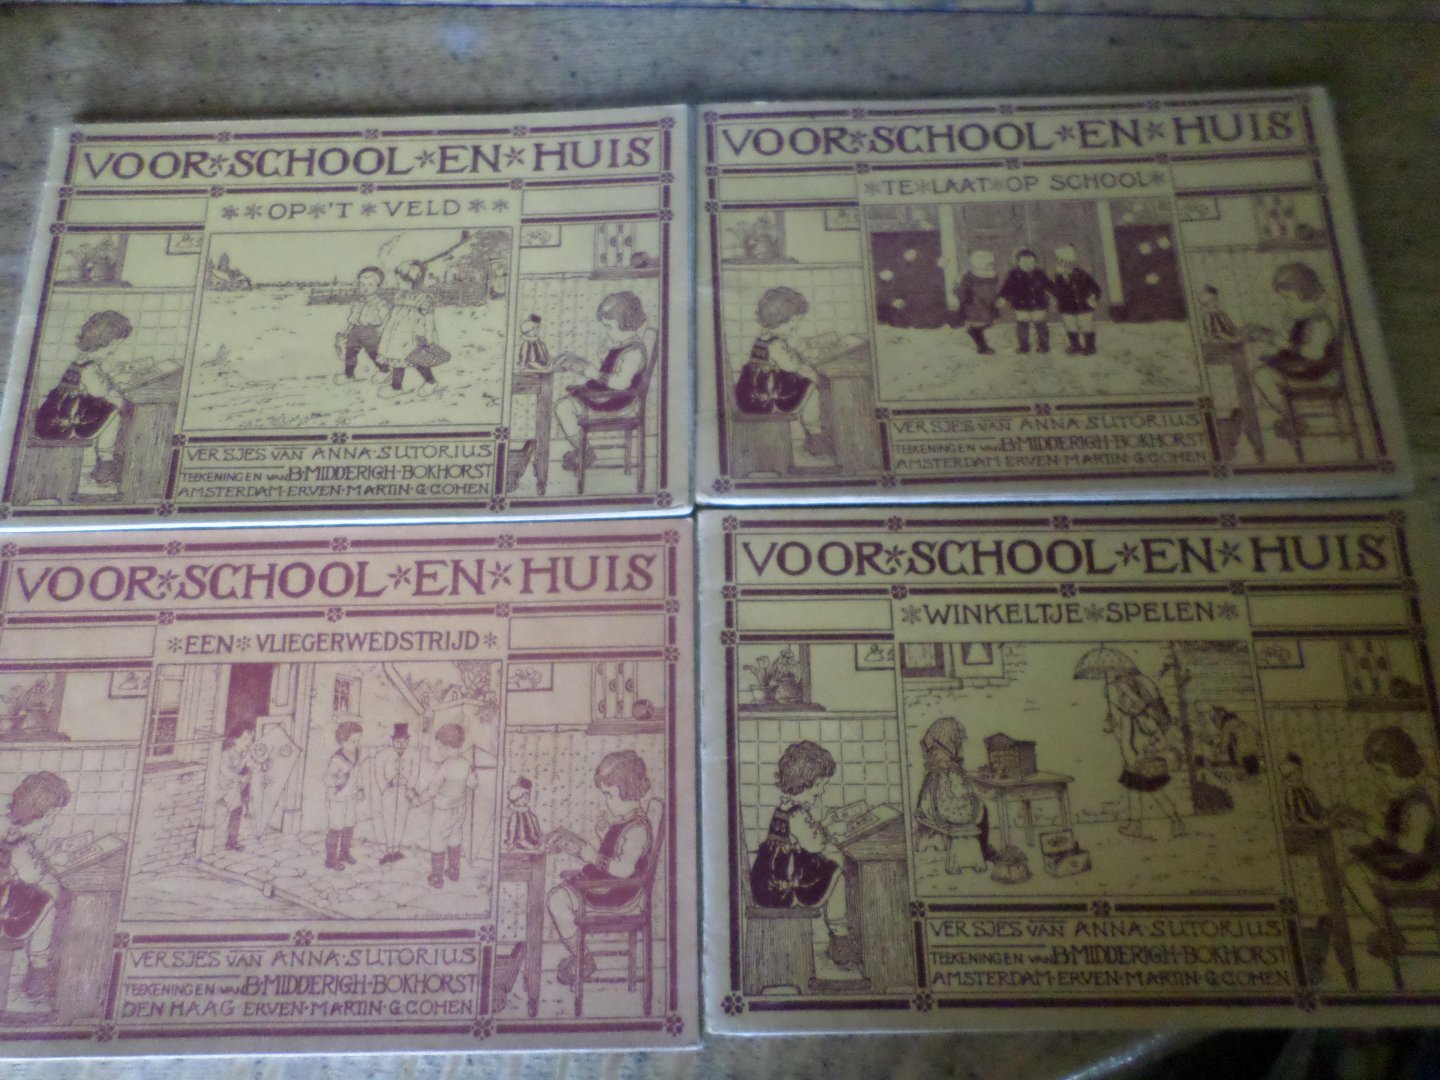 VOOR*SCHOOL*EN*HUIS
**OP*'T*VELD**
VERSJES VAN ANNA·SUTORIUS
TEEKENINGEN VAN B·MIDDERIGH·BOKHORST
AMSTERDAM·ERVEN·MARTIN·G·COHEN
VOOR*SCHOOL*EN*HUIS
*TE*LAAT*OP SCHOOL*
VERSJES VAN ANNA·SUTORIUS
TEEKENINGEN VAN B·MIDDERIGH·BOKHORST
AMSTERDAM·ERVEN·MARTIN·G·COHEN
VOOR*SCHOOL*EN*HUIS
*EEN*VLIEGERWEDSTRIJD*
VERSJES VAN ANNA·SUTORIUS
TEEKENINGEN VAN B·MIDDERIGH·BOKHORST
DEN HAAG ERVEN·MARTIN·G·COHEN
VOOR*SCHOOL*EN*HUIS
*WINKELTJE*SPELEN*
VERSJES VAN ANNA·SUTORIUS
TEEKENINGEN VAN B·MIDDERIGH·BOKHORST
AMSTERDAM·ERVEN·MARTIN·G·COHEN